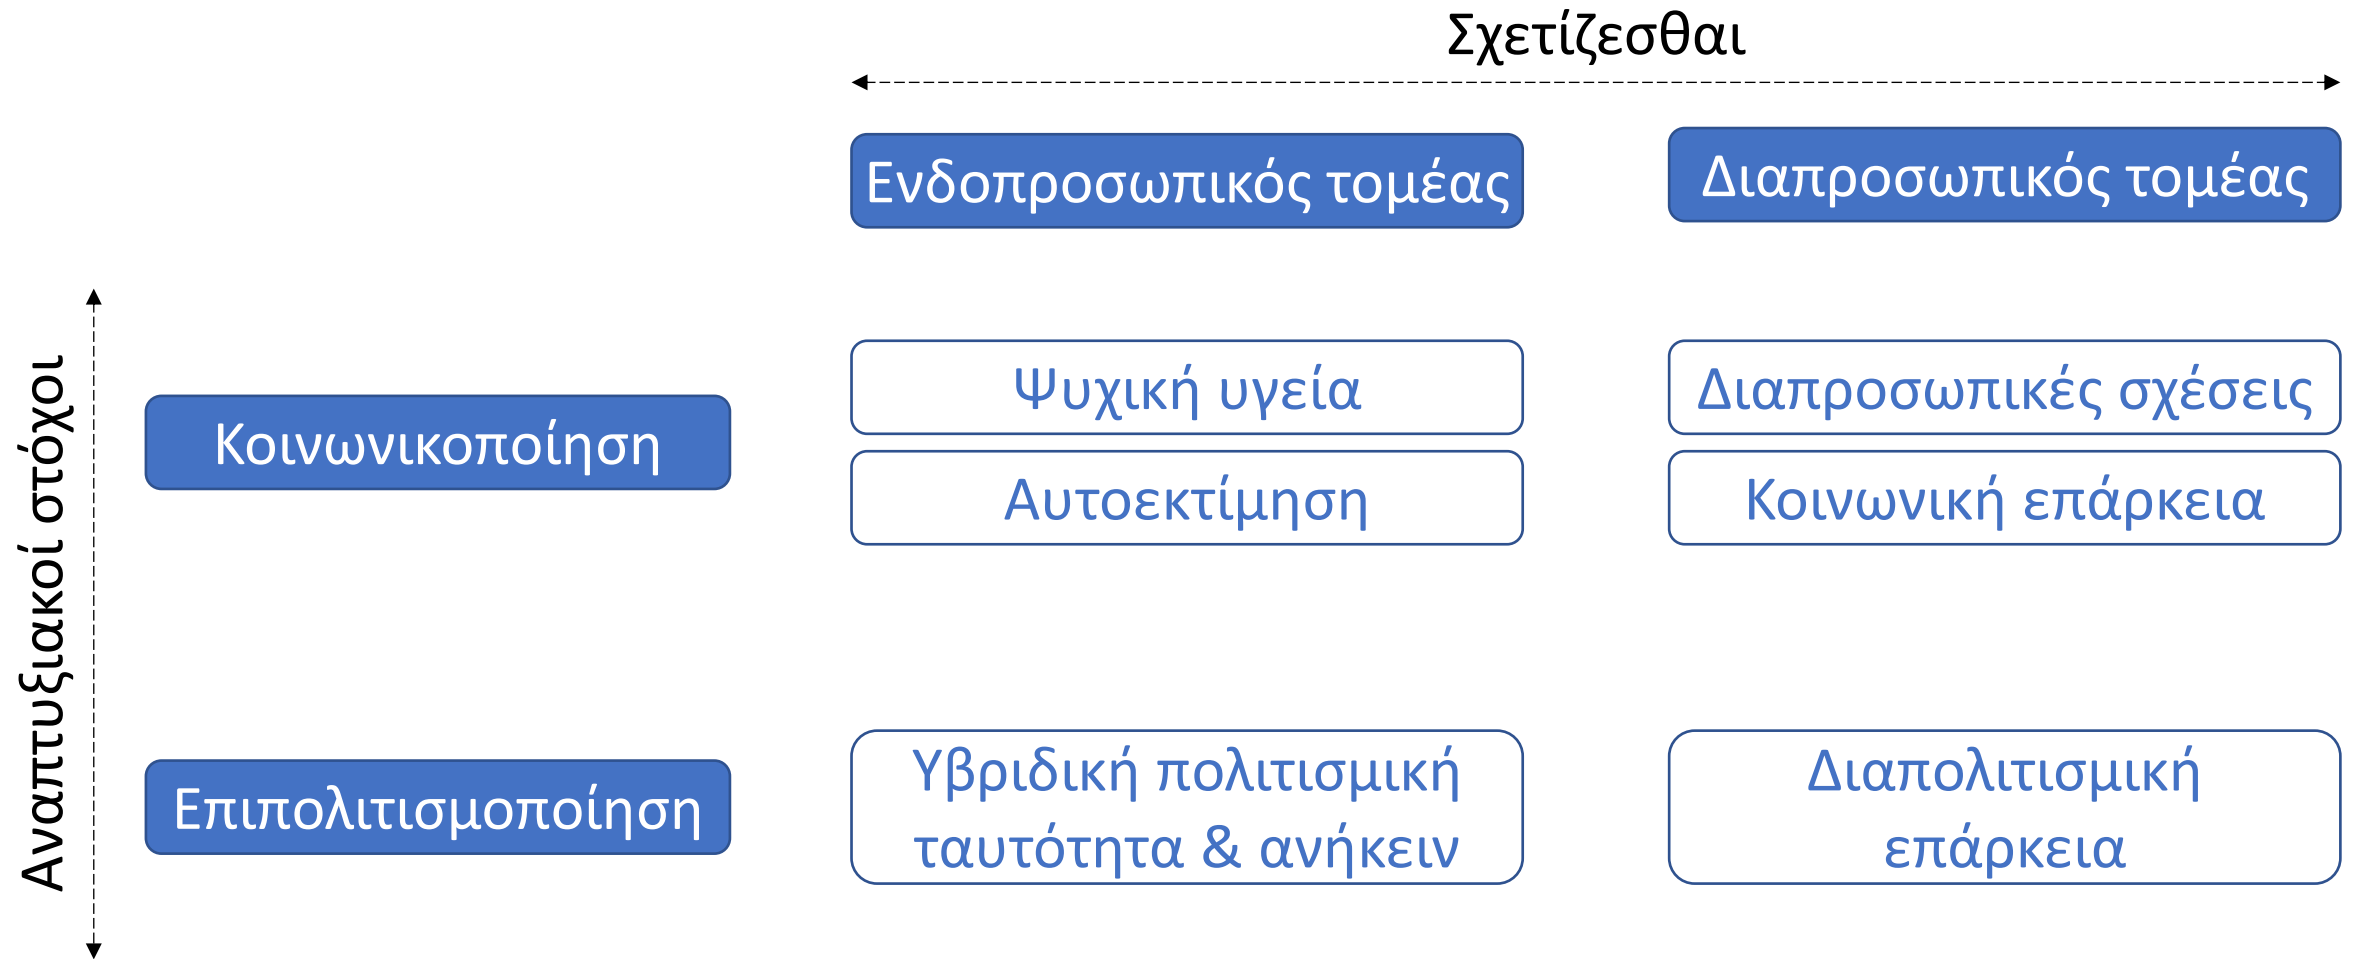 Σχετίζεσθαι
Ενδοπροσωπικός τομέας
Διαπροσωπικός τομέας
Αναπτυξιακοί στόχοι
Κοινωνικοποίηση
Ψυχική υγεία
Διαπροσωπικές σχέσεις
Αυτοεκτίμηση
Κοινωνική επάρκεια
Επιπολιτισμοποίηση
Υβριδική πολιτισμική
ταυτότητα & ανήκειν
Διαπολιτισμική
επάρκεια